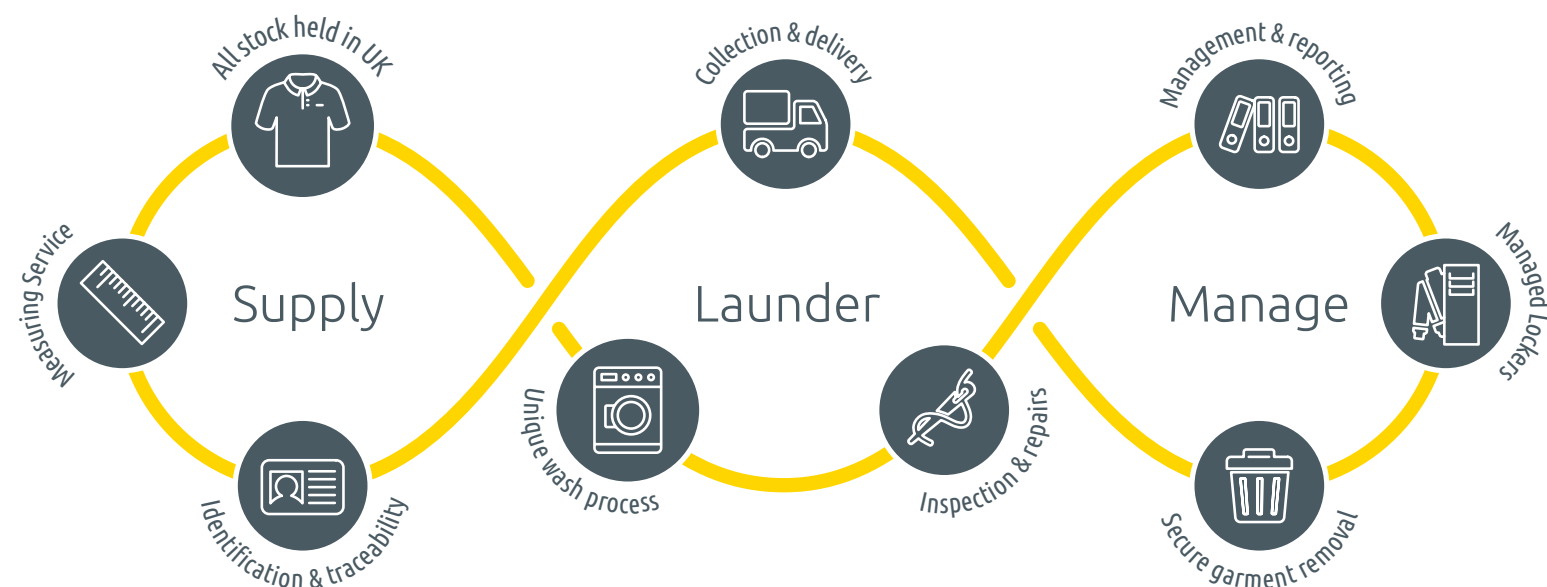 All stock held in UK
Measuring Service
Supply
Identification & traceability
Collection & delivery
Launder
Unique wash process
Inspection & repairs
Management & reporting
Manage
Managed Lockers
Secure garment removal